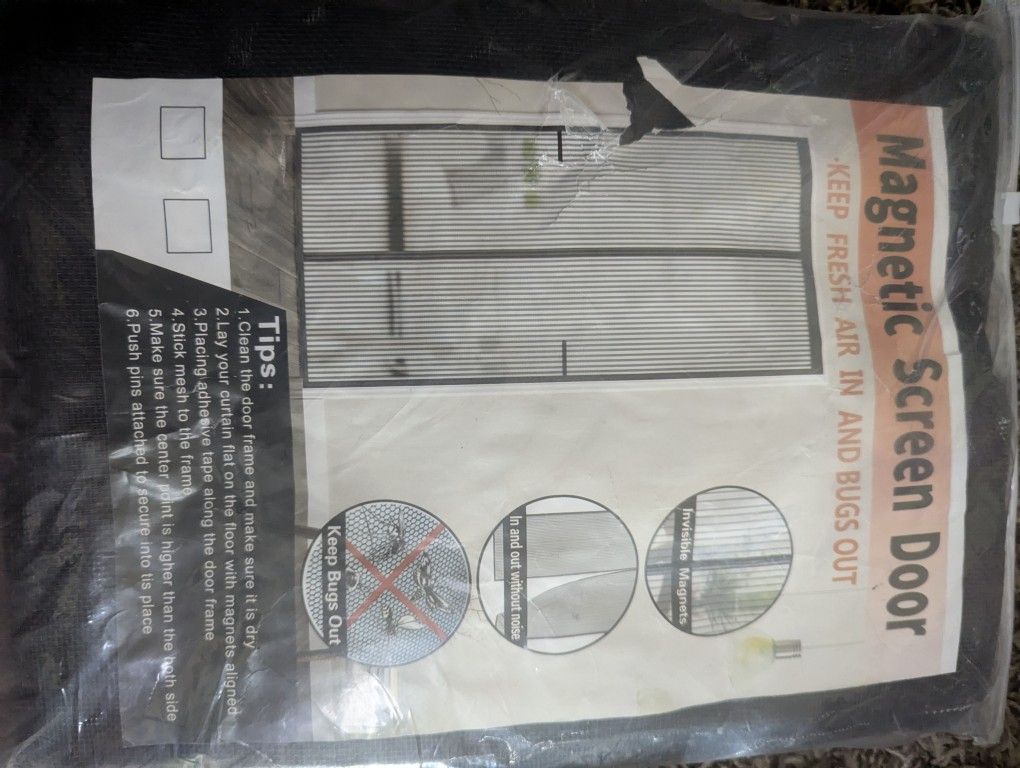 Magnetic Screen Door
·KEEP FRESH AIR IN AND BUGS OUT
Invisible Magnets
In and out without noise
Keep Bugs Out
Tips:
1.Clean the door frame and make sure it is dry
2.Lay your curtain flat on the floor with magnets aligned
3.Placing adhesive tape along the door frame
4.Stick mesh to the frame
5.Make sure the center point is higher than the both side
6.Push pins attached to secure into tis place